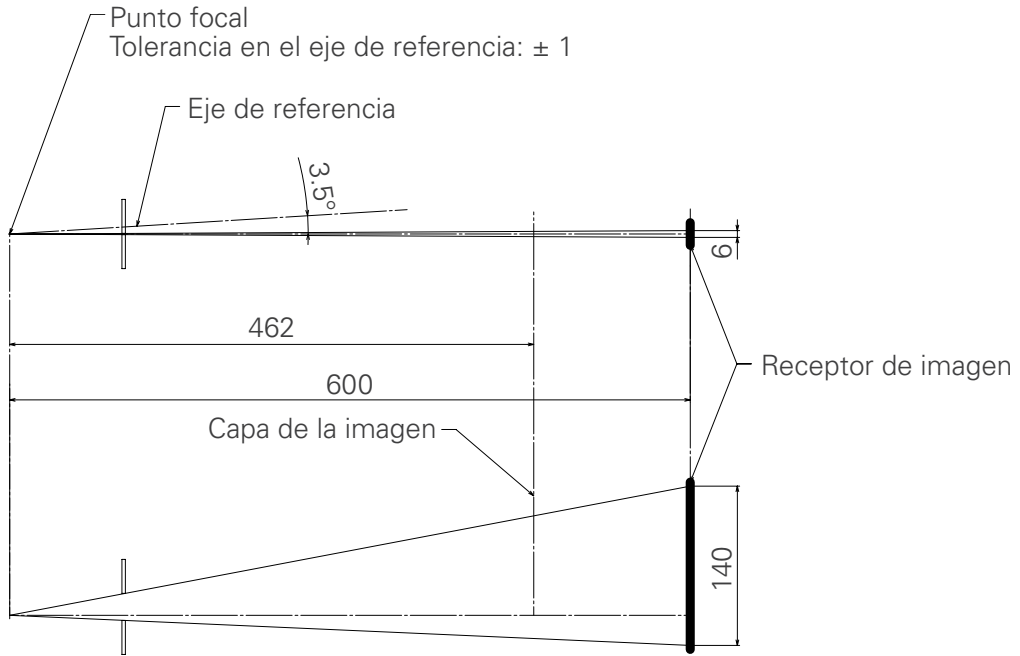 Punto focal
Tolerancia en el eje de referencia: ± 1
Eje de referencia
3.5°
6
462
Receptor de imagen
600
Capa de la imagen
140